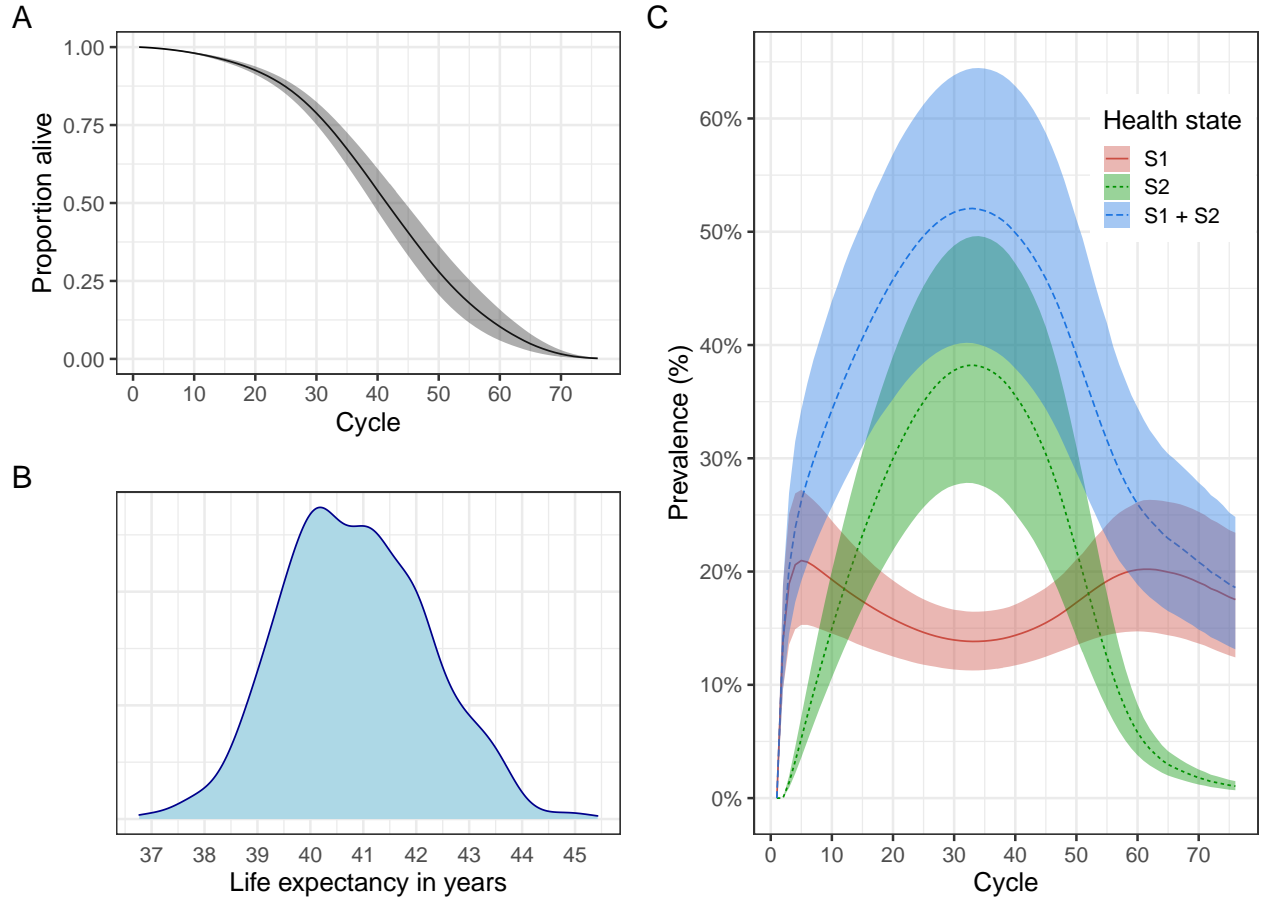 A
1.00
0.75
0.50
0.25
0.00
Proportion alive
0 10 20 30 40 50 60 70
Cycle
B
37 38 39 40 41 42 43 44 45
Life expectancy in years
C
60%
50%
40%
30%
20%
10%
0%
Prevalence (%)
Health state
S1
S2
S1 + S2
0 10 20 30 40 50 60 70
Cycle